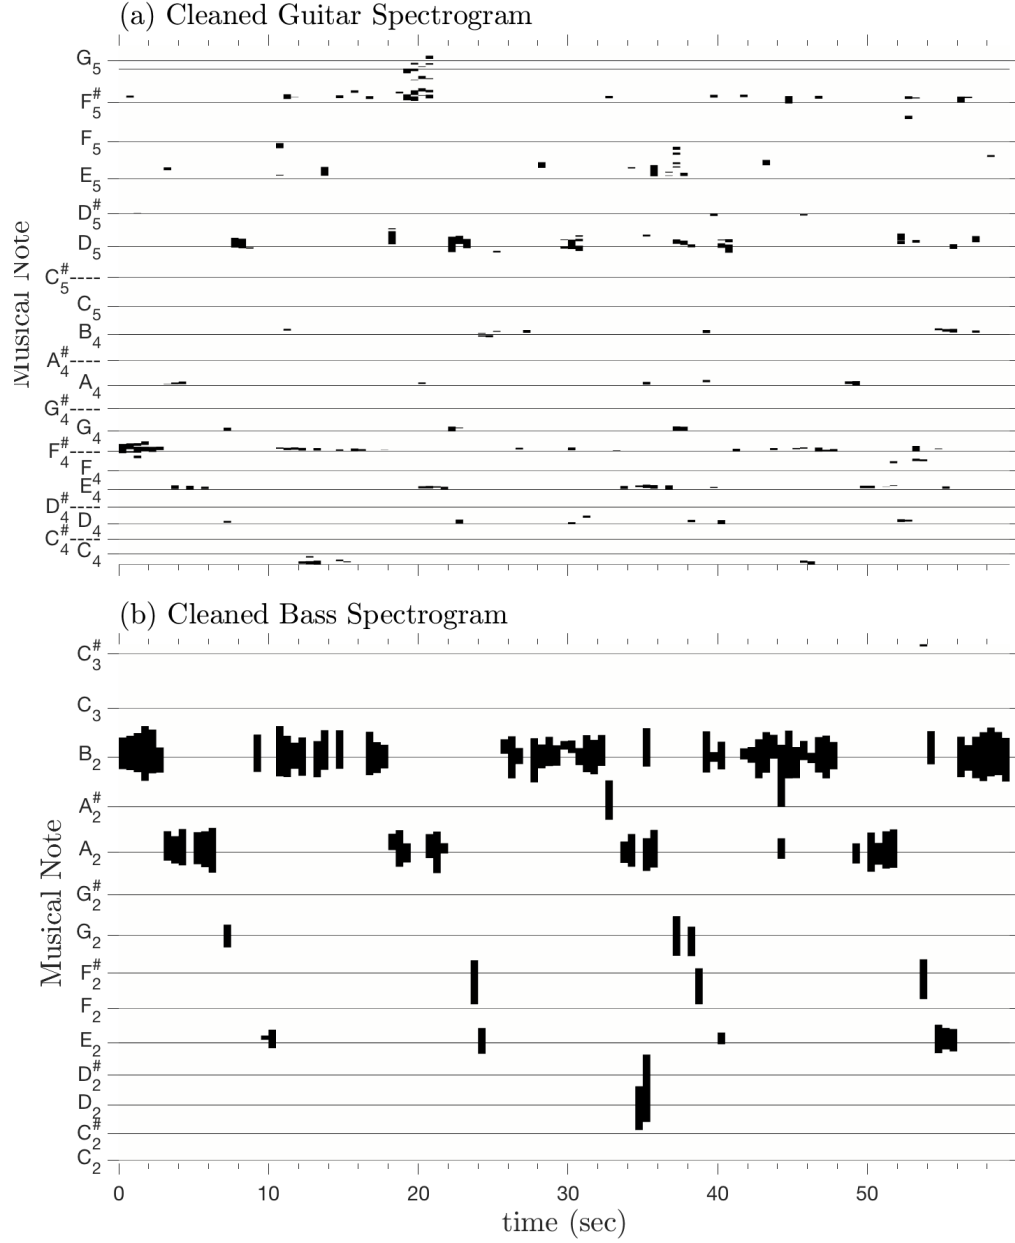 (a) Cleaned Guitar Spectrogram
G5
F#5
F5
E5
D#5
D5
C#5----
C5
B4
A#4----
A4
G#4----
G4
F#4----
F4
E4
D#4----
D4
C#4----
C4
Musical Note
(b) Cleaned Bass Spectrogram
C#3
C3
B2
A#2
A2
G#2
G2
F#2
F2
E2
D#2
D2
C#2
C2
Musical Note
0 10 20 30 40 50
time (sec)